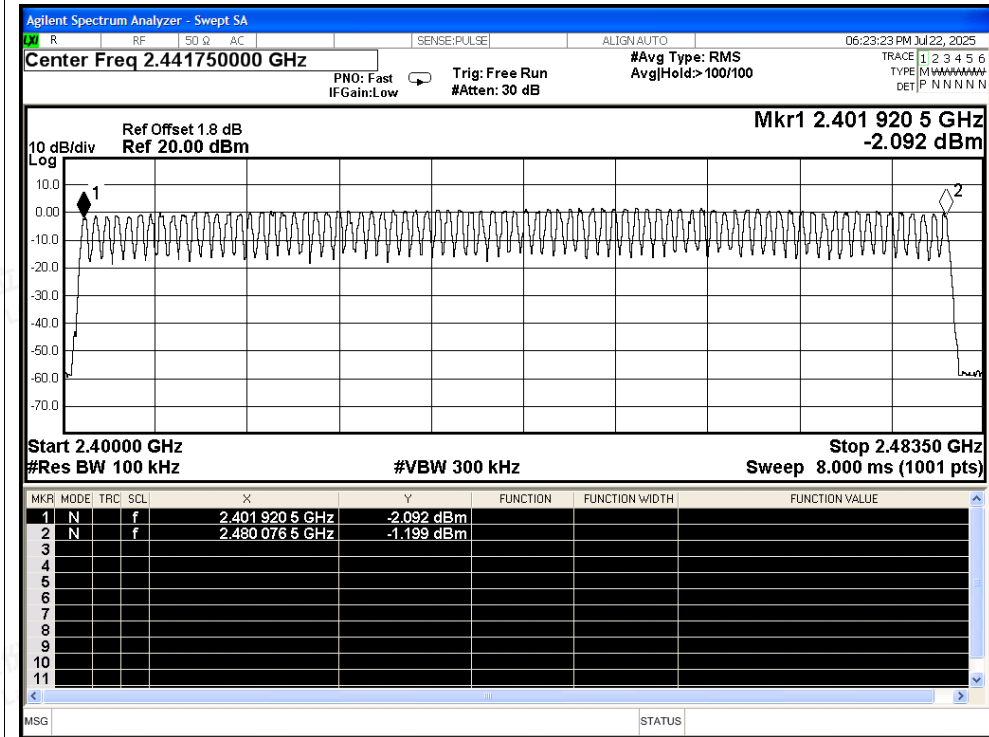 Agilent Spectrum Analyzer - Swept SA
LXI R RF 50 Ω AC SENSE:PULSE ALIGN AUTO 06:23:23 PM Jul 22, 2025
Center Freq 2.441750000 GHz
PNO: Fast
IFGain:Low
Trig: Free Run
#Atten: 30 dB
#Avg Type: RMS
Avg|Hold:>100/100
TRACE 1 2 3 4 5 6
TYPE M WWWWW
DET P N N N N N
Mkr1 2.401 920 5 GHz
-2.092 dBm
Ref Offset 1.8 dB
10 dB/div Ref 20.00 dBm
Log
10.0
0.00
-10.0
-20.0
-30.0
-40.0
-50.0
-60.0
-70.0
1
2
Start 2.40000 GHz Stop 2.48350 GHz
#Res BW 100 kHz #VBW 300 kHz Sweep 8.000 ms (1001 pts)
MKR MODE TRC SCL X Y FUNCTION FUNCTION WIDTH FUNCTION VALUE
1 N f 2.401 920 5 GHz -2.092 dBm
2 N f 2.480 076 5 GHz -1.199 dBm
3
4
5
6
7
8
9
10
11
MSG STATUS